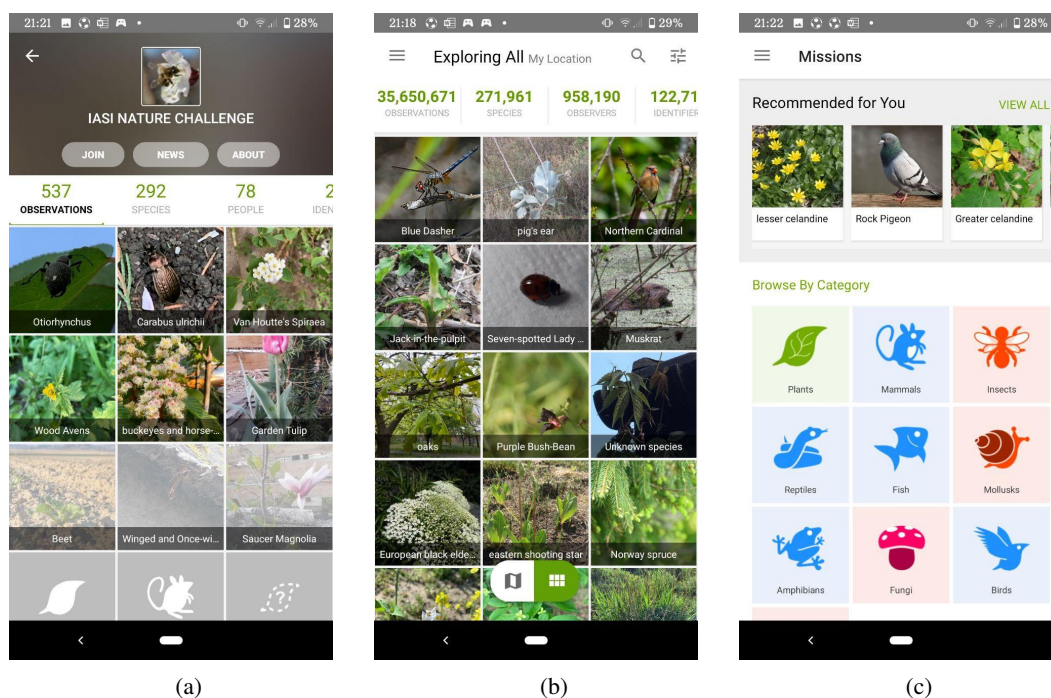 21:21 28%
IASI NATURE CHALLENGE
JOIN NEWS ABOUT
537 292 78 2
OBSERVATIONS SPECIES PEOPLE IDEN
Otiorhynchus Carabus ulrichii Van Houtte's Spiraea
Wood Avens buckeyes and horse-... Garden Tulip
Beet Winged and Once-wi... Saucer Magnolia
(a)
21:18 29%
Exploring All My Location
35,650,671 271,961 958,190 122,71
OBSERVATIONS SPECIES OBSERVERS IDENTIFIER
Blue Dasher pig's ear Northern Cardinal
Jack-in-the-pulpit Seven-spotted Lady ... Muskrat
oaks Purple Bush-Bean Unknown species
European black elde... eastern shooting star Norway spruce
(b)
21:22 28%
Missions
Recommended for You VIEW ALL
lesser celandine Rock Pigeon Greater celandine
Browse By Category
Plants Mammals Insects
Reptiles Fish Mollusks
Amphibians Fungi Birds
(c)